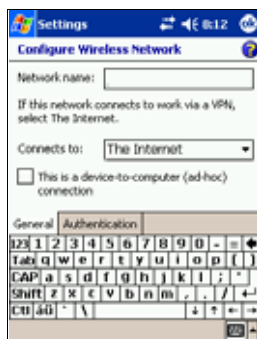 Settings 8:12 ok
Configure Wireless Network ?
Network name:
If this network connects to work via a VPN,
select The Internet.
Connects to: The Internet
This is a device-to-computer (ad-hoc)
connection
General Authentication
123 1 2 3 4 5 6 7 8 9 0 - =
Tab q w e r t y u i o p [ ]
CAP a s d f g h j k l ; '
Shift z x c v b n m , . /
Ctl áü ` \